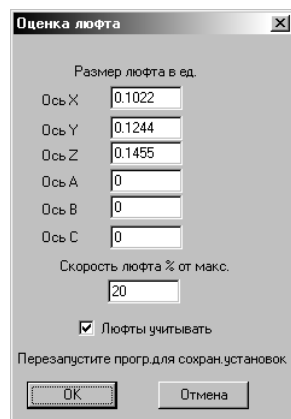 Оценка люфта
Размер люфта в ед.
Ось X 0.1022
Ось Y 0.1244
Ось Z 0.1455
Ось A 0
Ось B 0
Ось C 0
Скорость люфта % от макс.
20
Люфты учитывать
Перезапустите прогр.для сохран.установок
OK Отмена